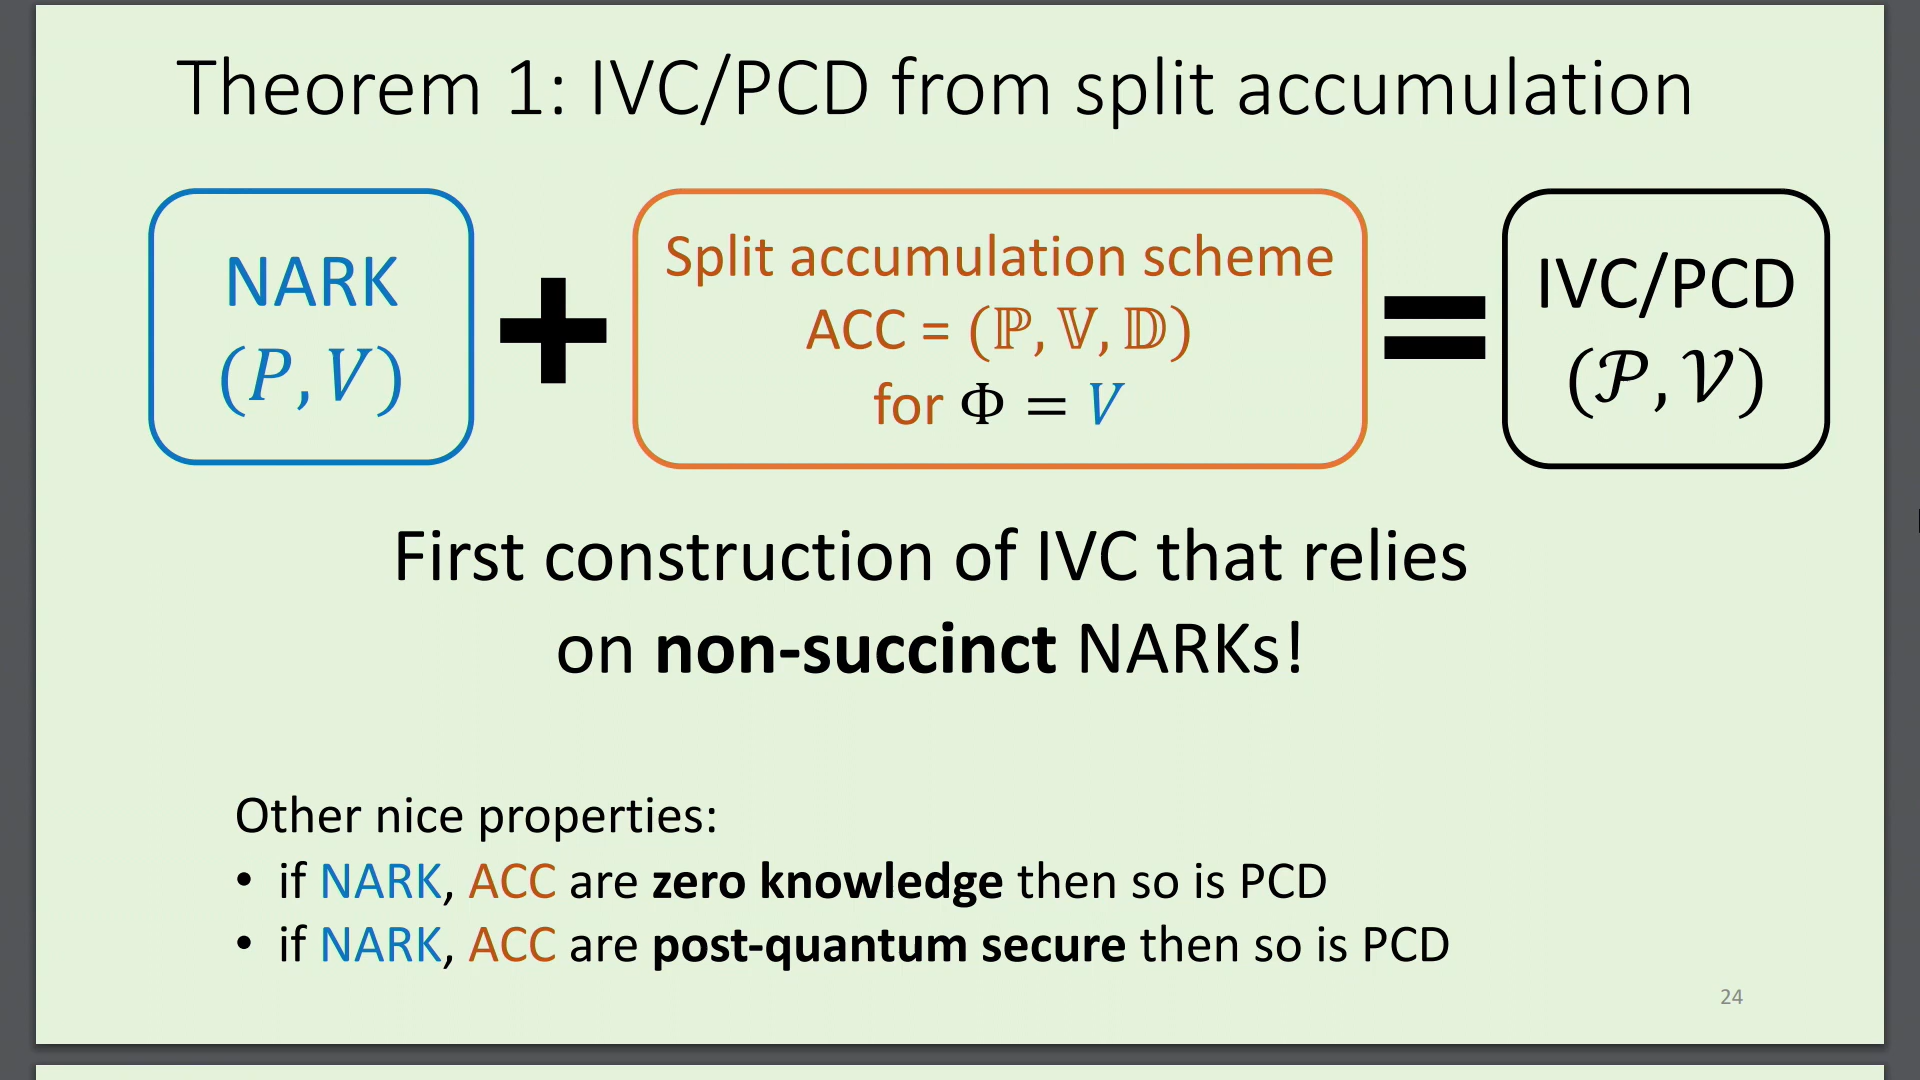 Theorem 1: IVC/PCD from split accumulation
NARK
(P, V)
+
Split accumulation scheme
ACC = (ℙ, 𝕍, 𝔻)
for Φ = V
=
IVC/PCD
(𝒫, 𝒱)
First construction of IVC that relies
on non-succinct NARKs!
Other nice properties:
• if NARK, ACC are zero knowledge then so is PCD
• if NARK, ACC are post-quantum secure then so is PCD
24